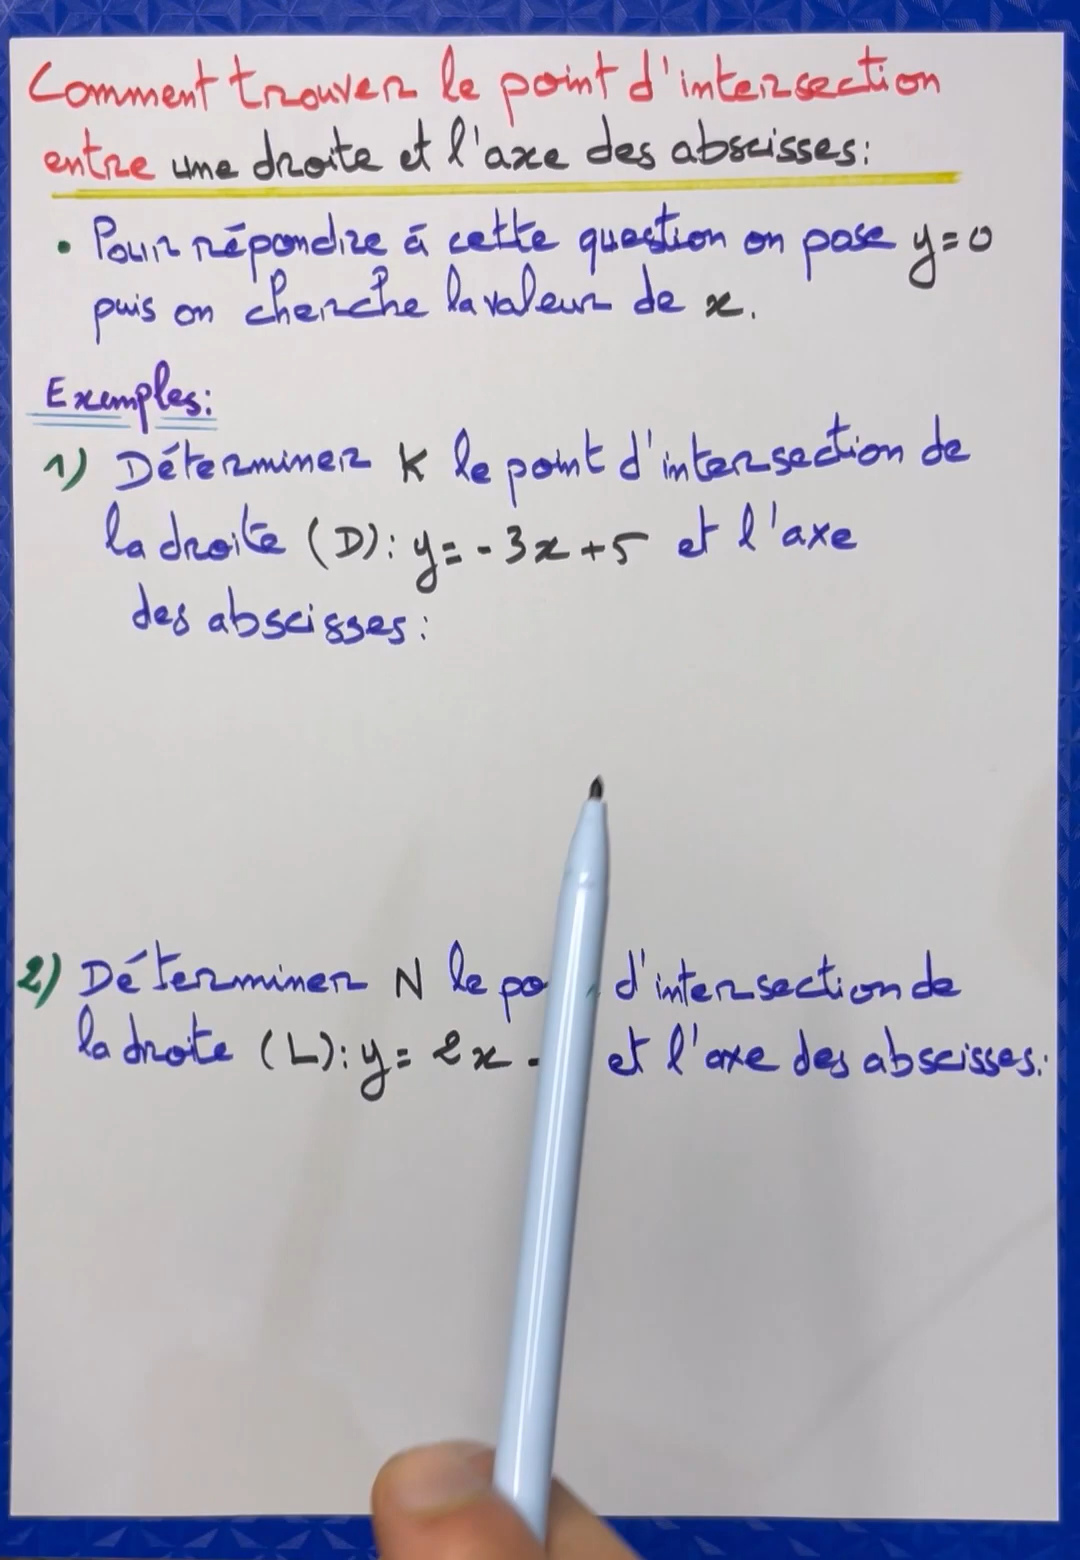 Comment trouver le point d'intersection
entre une droite et l'axe des abscisses:
• Pour répondre à cette question on pose y=0
puis on cherche la valeur de x.
Exemples:
1) Déterminer K le point d'intersection de
la droite (D): y=-3x+5 et l'axe
des abscisses:
2) Déterminer N le d'intersection de
la droite (L): y=2x - et l'axe des abscisses: